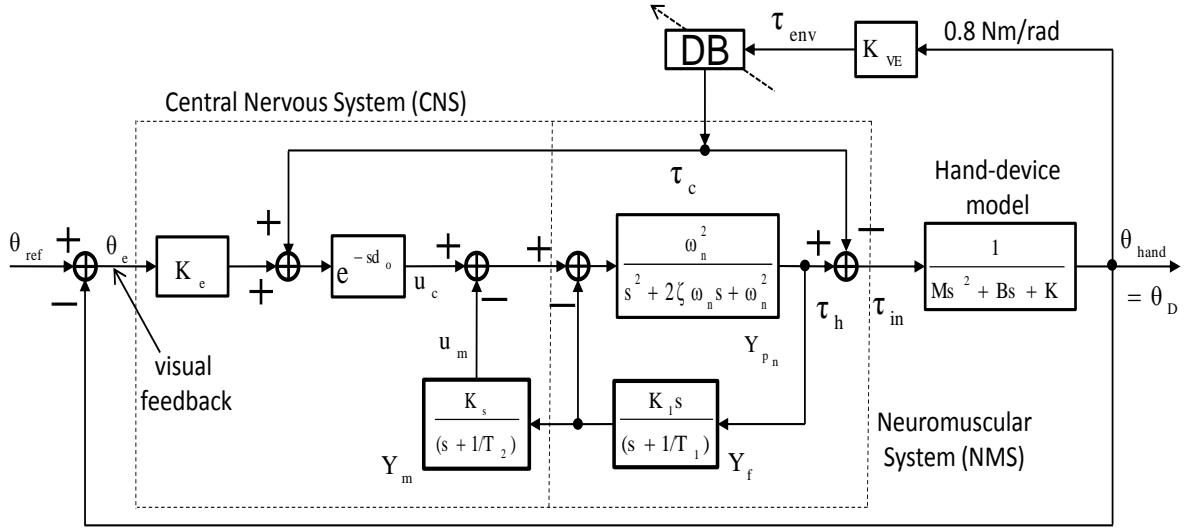 τ env
0.8 Nm/rad
DB
K VE
Central Nervous System (CNS)
τ c
Hand-device
model
θ ref
+
−
θ e
K e
+
+
e −sd o
u c
+
−
+
−
ω n 2
s 2 + 2ζ ω n s + ω n 2
+
−
τ h
τ in
1
Ms 2 + Bs + K
θ hand
= θ D
visual
feedback
u m
Y p n
K s
(s + 1/T 2 )
Y m
K 1 s
(s + 1/T 1 )
Y f
Neuromuscular
System (NMS)